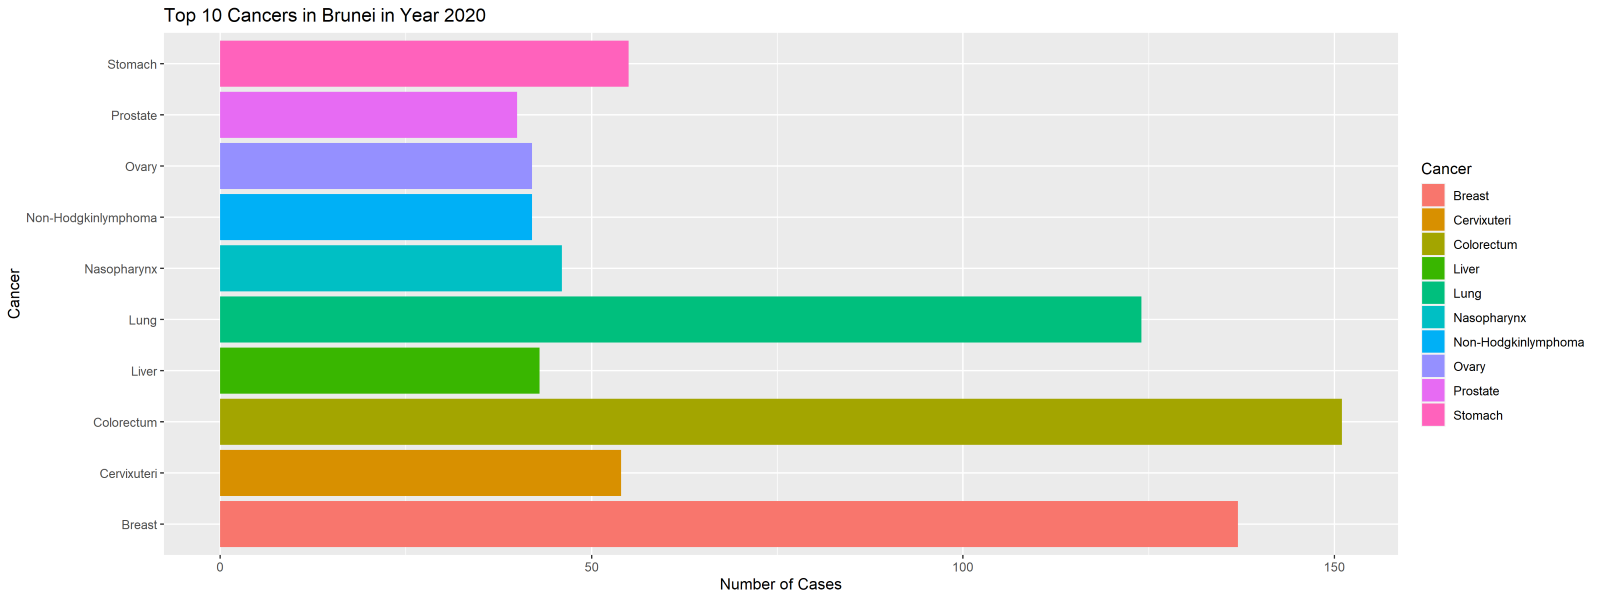 Top 10 Cancers in Brunei in Year 2020
Stomach
Prostate
Ovary
Non-Hodgkinlymphoma
Nasopharynx
Lung
Liver
Colorectum
Cervixuteri
Breast
Cancer
0 50 100 150
Number of Cases
Cancer
Breast
Cervixuteri
Colorectum
Liver
Lung
Nasopharynx
Non-Hodgkinlymphoma
Ovary
Prostate
Stomach